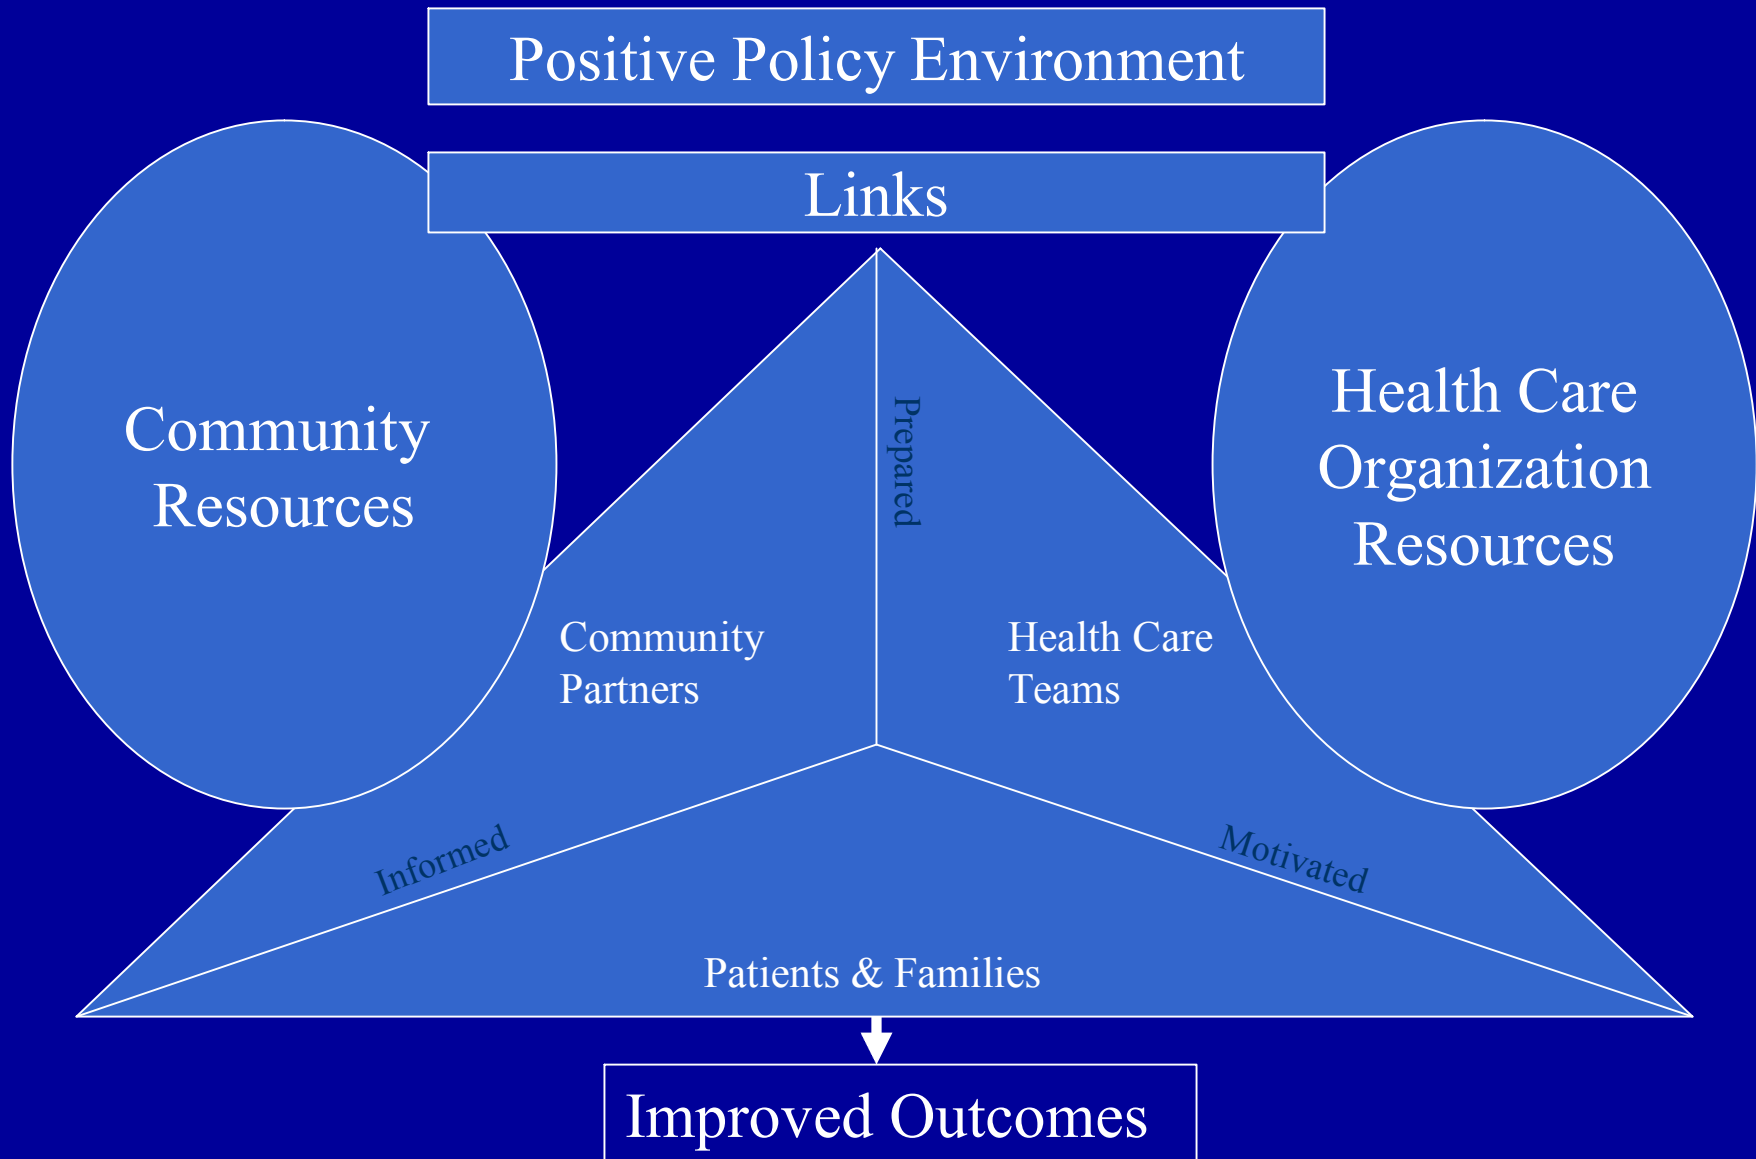 Positive Policy Environment
Links
Community
Resources
Health Care
Organization
Resources
Prepared
Community
Partners
Health Care
Teams
Informed
Motivated
Patients & Families
Improved Outcomes